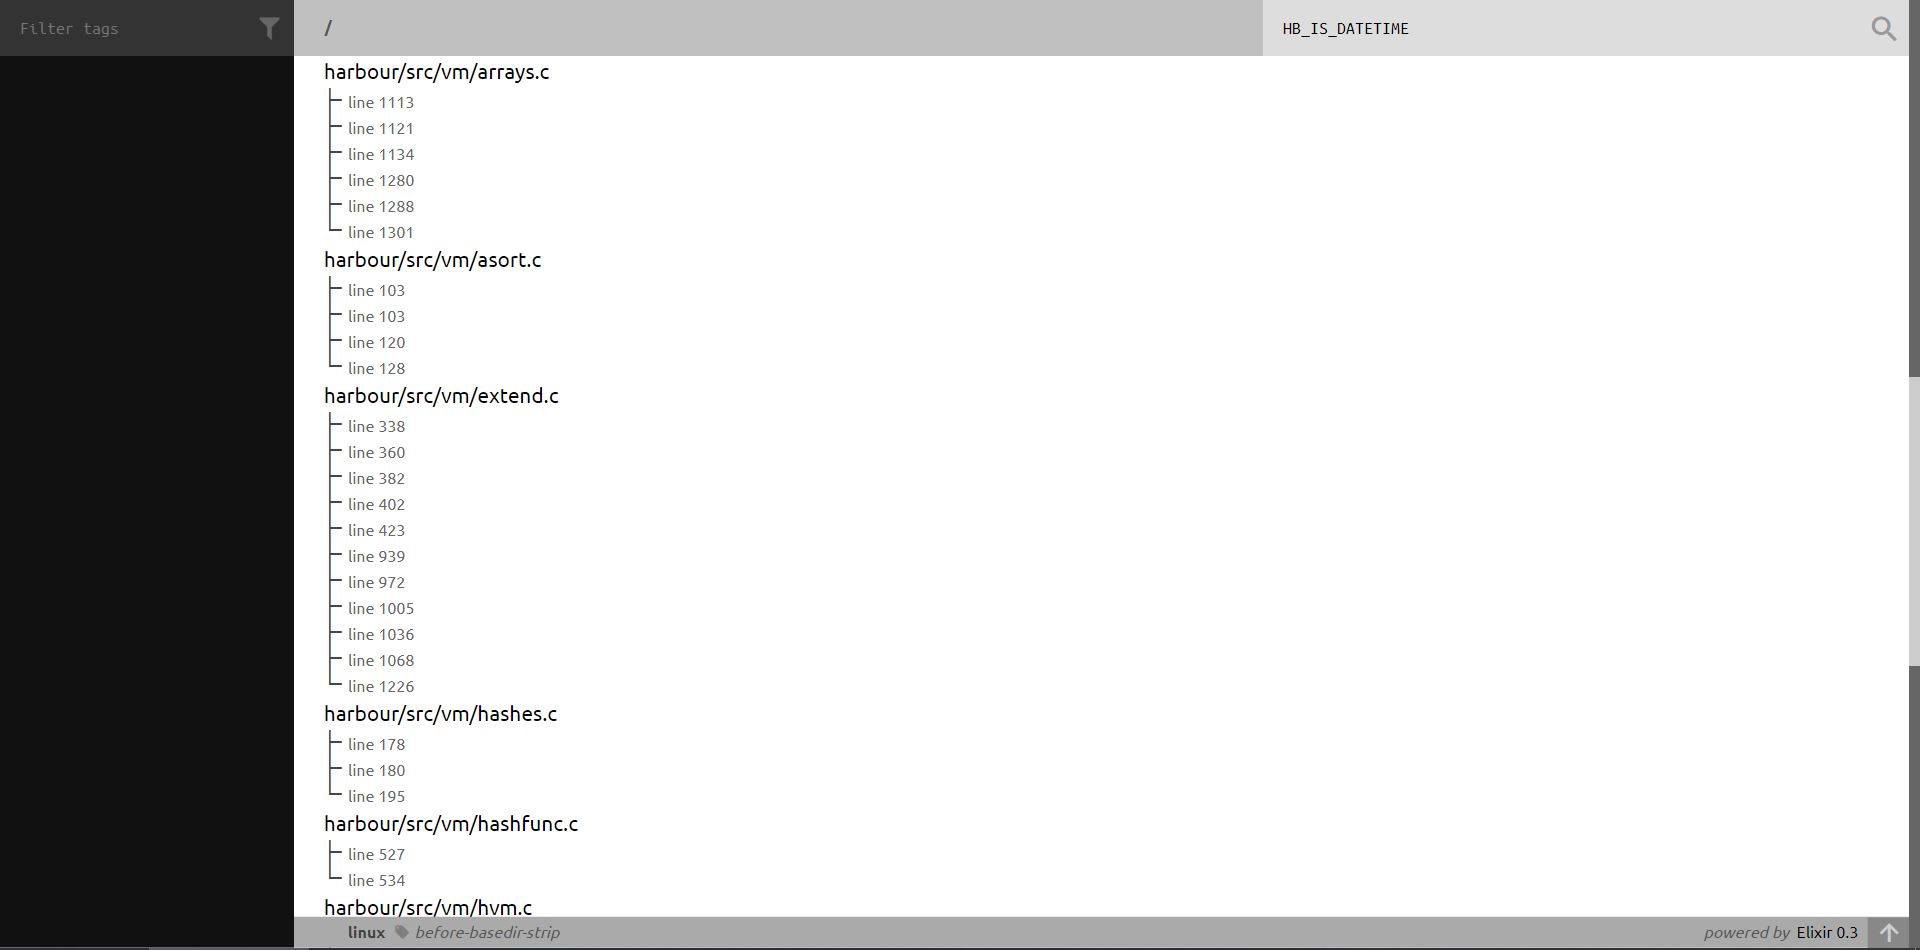 Filter tags
/
HB_IS_DATETIME
harbour/src/vm/arrays.c
line 1113
line 1121
line 1134
line 1280
line 1288
line 1301
harbour/src/vm/asort.c
line 103
line 103
line 120
line 128
harbour/src/vm/extend.c
line 338
line 360
line 382
line 402
line 423
line 939
line 972
line 1005
line 1036
line 1068
line 1226
harbour/src/vm/hashes.c
line 178
line 180
line 195
harbour/src/vm/hashfunc.c
line 527
line 534
harbour/src/vm/hvm.c
linux before-basedir-strip
powered by Elixir 0.3